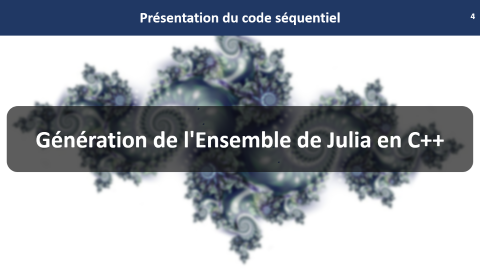 Présentation du code séquentiel
4
Génération de l'Ensemble de Julia en C++